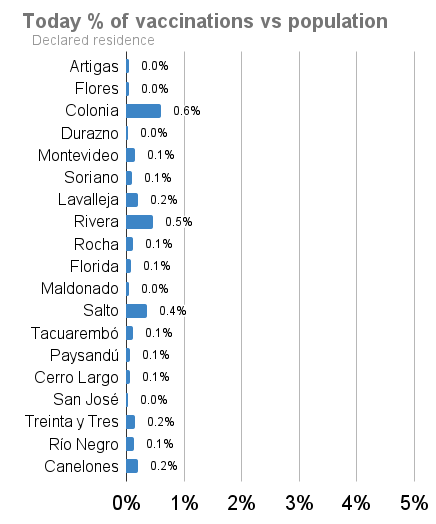 Today % of vaccinations vs population
Declared residence
Artigas 0.0%
Flores 0.0%
Colonia 0.6%
Durazno 0.0%
Montevideo 0.1%
Soriano 0.1%
Lavalleja 0.2%
Rivera 0.5%
Rocha 0.1%
Florida 0.1%
Maldonado 0.0%
Salto 0.4%
Tacuarembó 0.1%
Paysandú 0.1%
Cerro Largo 0.1%
San José 0.0%
Treinta y Tres 0.2%
Río Negro 0.1%
Canelones 0.2%
0% 1% 2% 3% 4% 5%